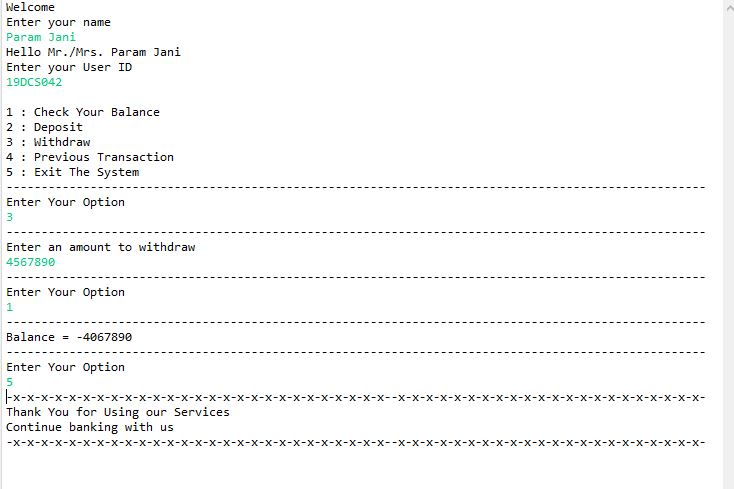 Welcome
Enter your name
Param Jani
Hello Mr./Mrs. Param Jani
Enter your User ID
19DCS042
1 : Check Your Balance
2 : Deposit
3 : Withdraw
4 : Previous Transaction
5 : Exit The System
----------------------------------------------------------------------------------------------------
Enter Your Option
3
----------------------------------------------------------------------------------------------------
Enter an amount to withdraw
4567890
----------------------------------------------------------------------------------------------------
Enter Your Option
1
----------------------------------------------------------------------------------------------------
Balance = -4067890
----------------------------------------------------------------------------------------------------
Enter Your Option
5
-x-x-x-x-x-x-x-x-x-x-x-x-x-x-x-x-x-x-x-x-x-x-x-x-x-x-x--x-x-x-x-x-x-x-x-x-x-x-x-x-x-x-x-x-x-x-x-x-x-
Thank You for Using our Services
Continue banking with us
-x-x-x-x-x-x-x-x-x-x-x-x-x-x-x-x-x-x-x-x-x-x-x-x-x-x-x--x-x-x-x-x-x-x-x-x-x-x-x-x-x-x-x-x-x-x-x-x-x-